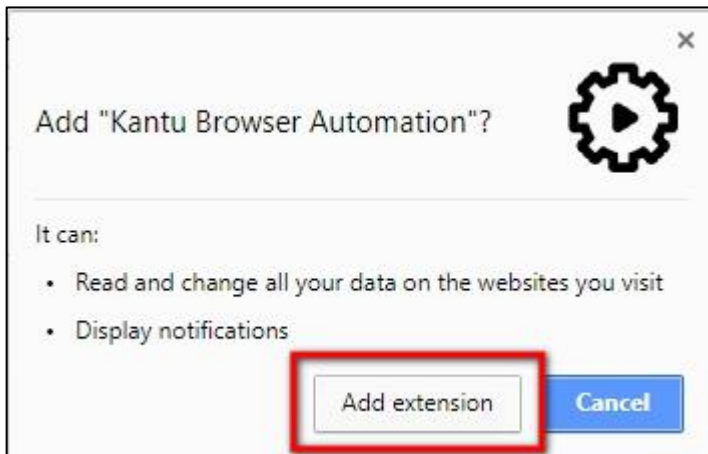 Add "Kantu Browser Automation"?
It can:
• Read and change all your data on the websites you visit
• Display notifications
Add extension
Cancel